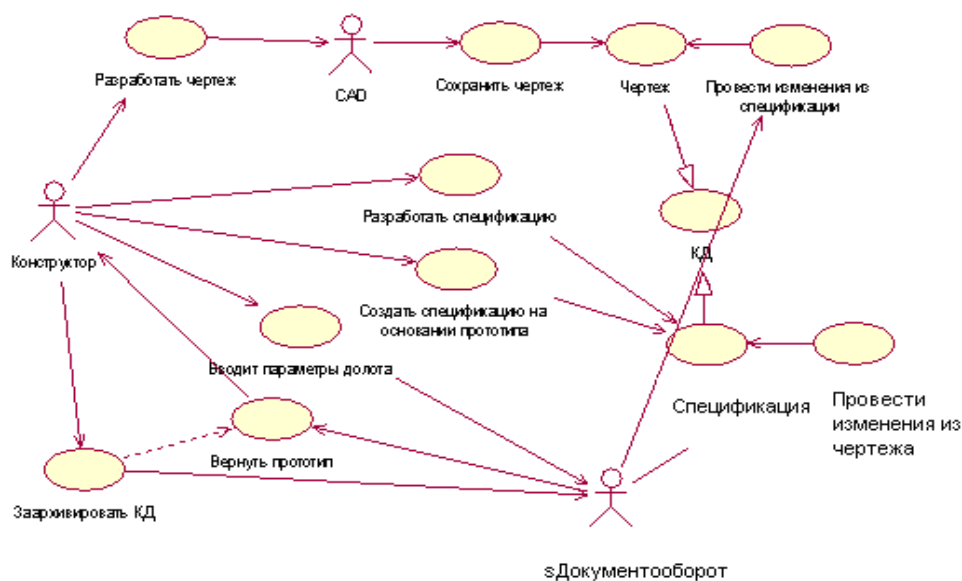 Разработать чертеж
CAD
Сохранить чертеж
Чертеж
Провести изменения из
спецификации
Разработать спецификацию
КД
Конструктор
Создать спецификацию на
основании прототипа
Вводит параметры долота
Спецификация
Провести
изменения из
чертежа
Вернуть прототип
Заархивировать КД
sДокументооборот